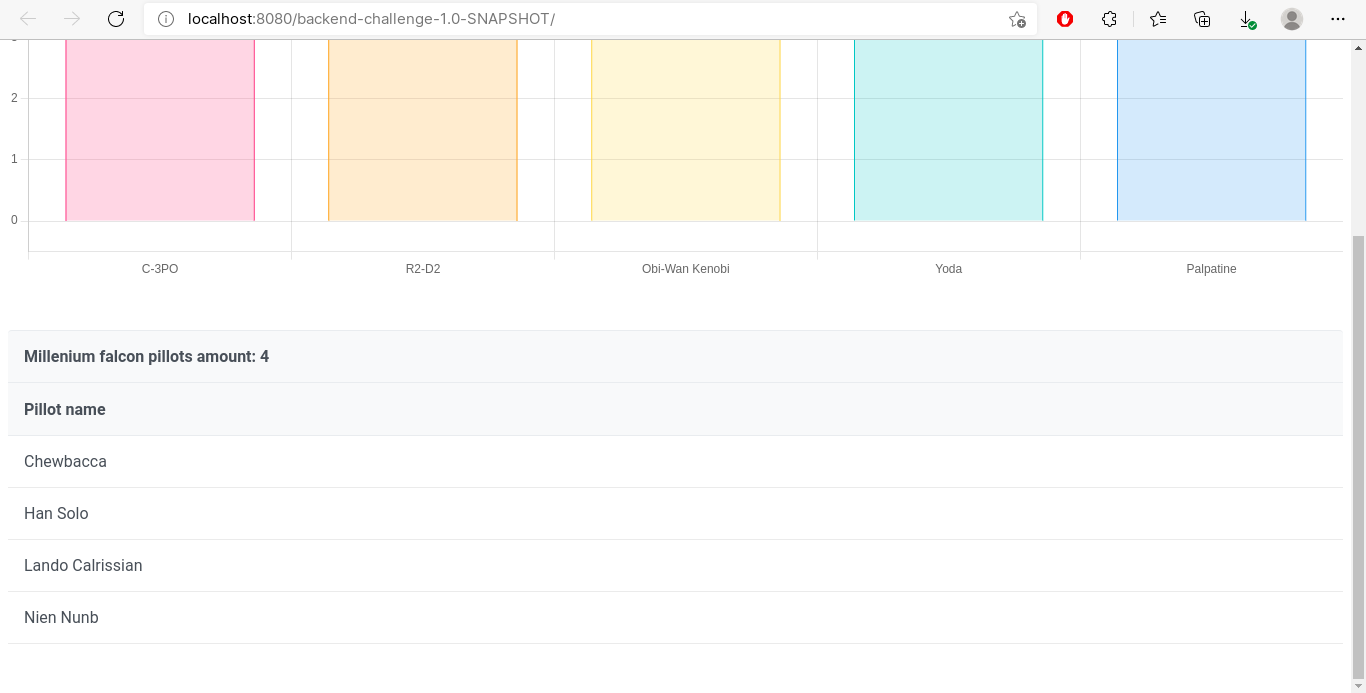 localhost:8080/backend-challenge-1.0-SNAPSHOT/
2
1
0
C-3PO R2-D2 Obi-Wan Kenobi Yoda Palpatine
Millenium falcon pillots amount: 4
Pillot name
Chewbacca
Han Solo
Lando Calrissian
Nien Nunb